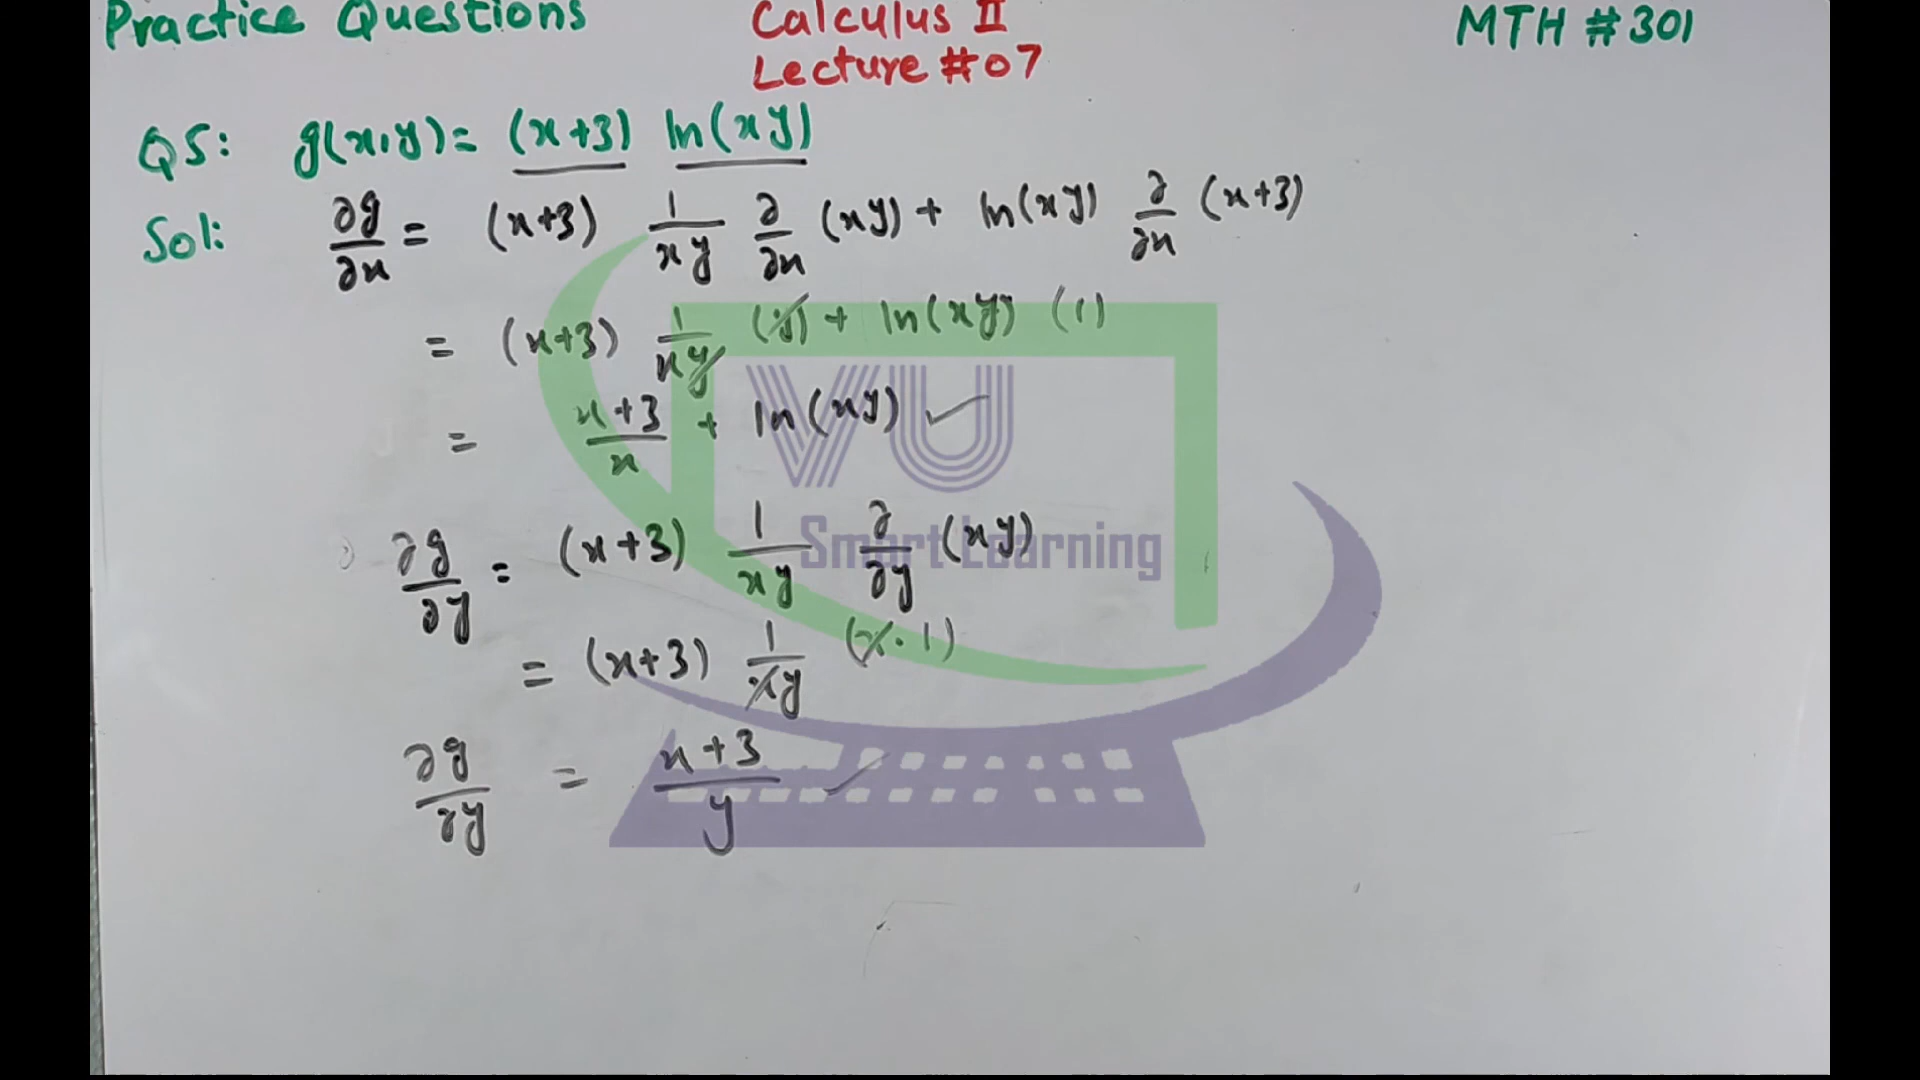 Practice Questions Calculus II MTH #301
Lecture #07
Q5: g(x,y)= (x+3) ln(xy)
Sol: ∂g/∂x = (x+3) 1/xy ∂/∂x (xy) + ln(xy) ∂/∂x (x+3)
= (x+3) 1/xy (y) + ln(xy) (1)
= x+3/x + ln(xy) ✓
VU
Smart Learning
∂g/∂y = (x+3) 1/xy ∂/∂y (xy)
= (x+3) 1/xy (x·1)
∂g/∂y = x+3/y ✓